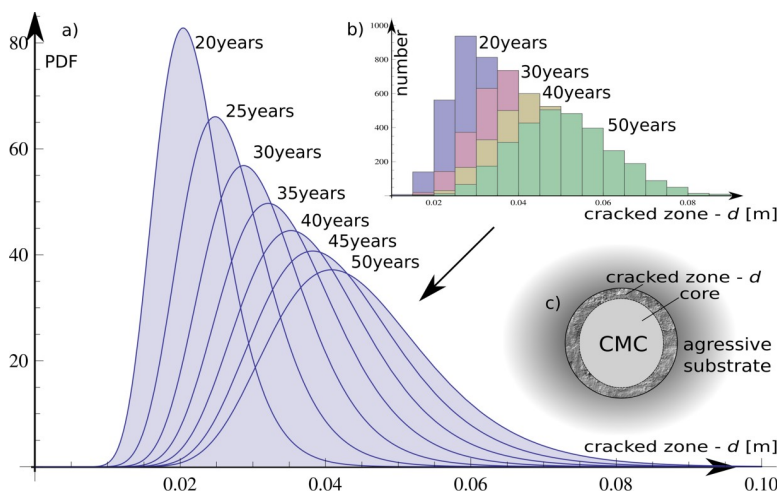 a)
PDF
80
60
40
20
20years
25years
30years
35years
40years
45years
50years
0.02
0.04
0.06
0.08
0.10
cracked zone - d [m]
b)
number
1000
800
600
400
200
20years
30years
40years
50years
0.02
0.04
0.06
0.08
cracked zone - d [m]
c)
cracked zone - d
core
CMC
agressive
substrate